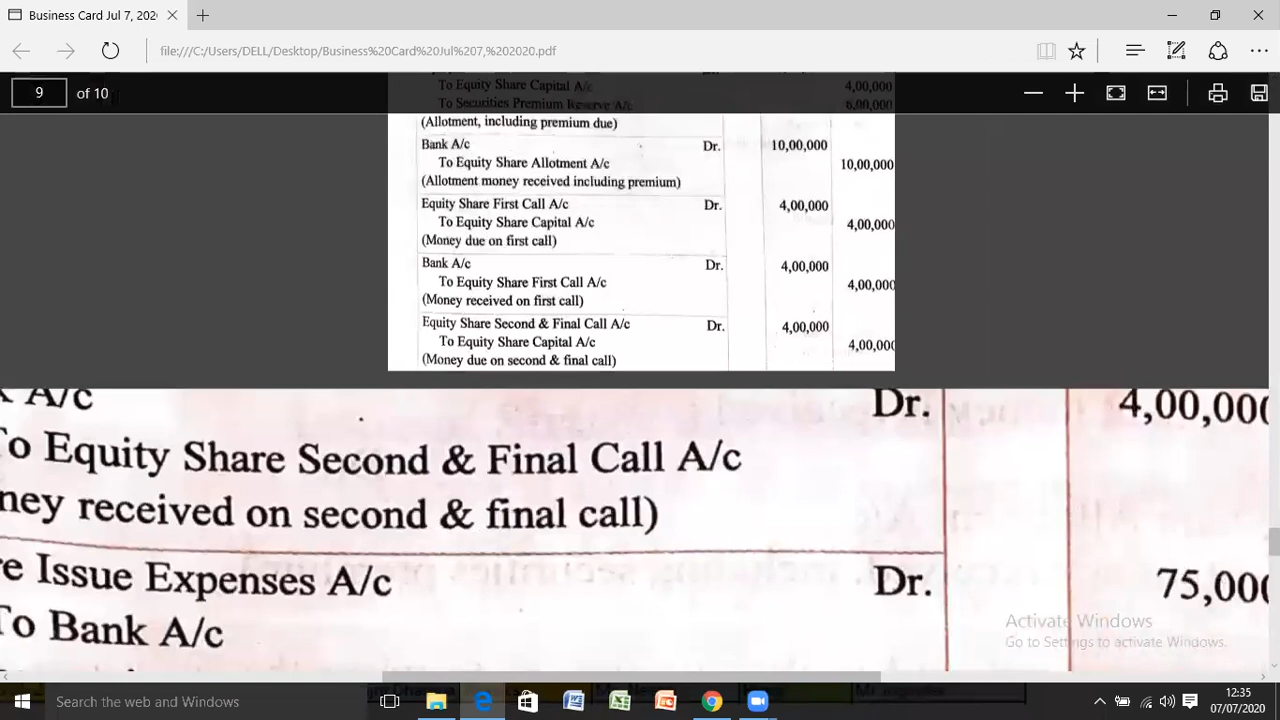 Business Card Jul 7, 202
file:///C:/Users/DELL/Desktop/Business%20Card%20Jul%207,%202020.pdf
9 of 10
To Equity Share Capital A/c 4,00,000
To Securities Premium Reserve A/c 6,00,000
(Allotment, including premium due)
Bank A/c Dr. 10,00,000
To Equity Share Allotment A/c 10,00,000
(Allotment money received including premium)
Equity Share First Call A/c Dr. 4,00,000
To Equity Share Capital A/c 4,00,000
(Money due on first call)
Bank A/c Dr. 4,00,000
To Equity Share First Call A/c 4,00,000
(Money received on first call)
Equity Share Second & Final Call A/c Dr. 4,00,000
To Equity Share Capital A/c 4,00,000
(Money due on second & final call)
A/c Dr. 4,00,000
To Equity Share Second & Final Call A/c
ney received on second & final call)
e Issue Expenses A/c Dr. 75,000
To Bank A/c
Activate Windows
Go to Settings to activate Windows.
Search the web and Windows
12:35
07/07/2020